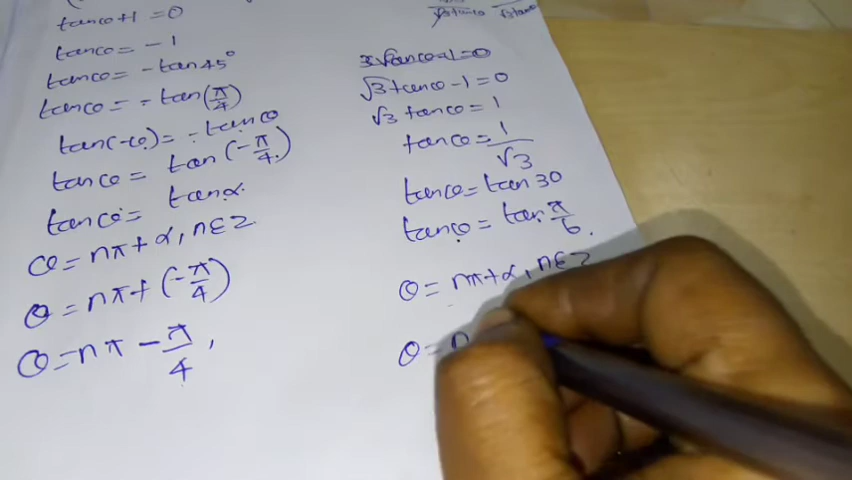 tanθ+1 =0
tanθ= -1
tanθ= -tan45°
tanθ= -tan(π/4)
tan(-θ)= -tanθ
tanθ= tan(-π/4)
tanθ= tanα
θ=nπ+α, n∈Z
θ=nπ+(-π/4)
θ=nπ-π/4,
√3tanθ-1=0
√3tanθ-1=0
√3 tanθ=1
tanθ=1/√3
tanθ=tan30
tanθ=tan π/6.
θ=nπ+α, n∈Z
θ=n